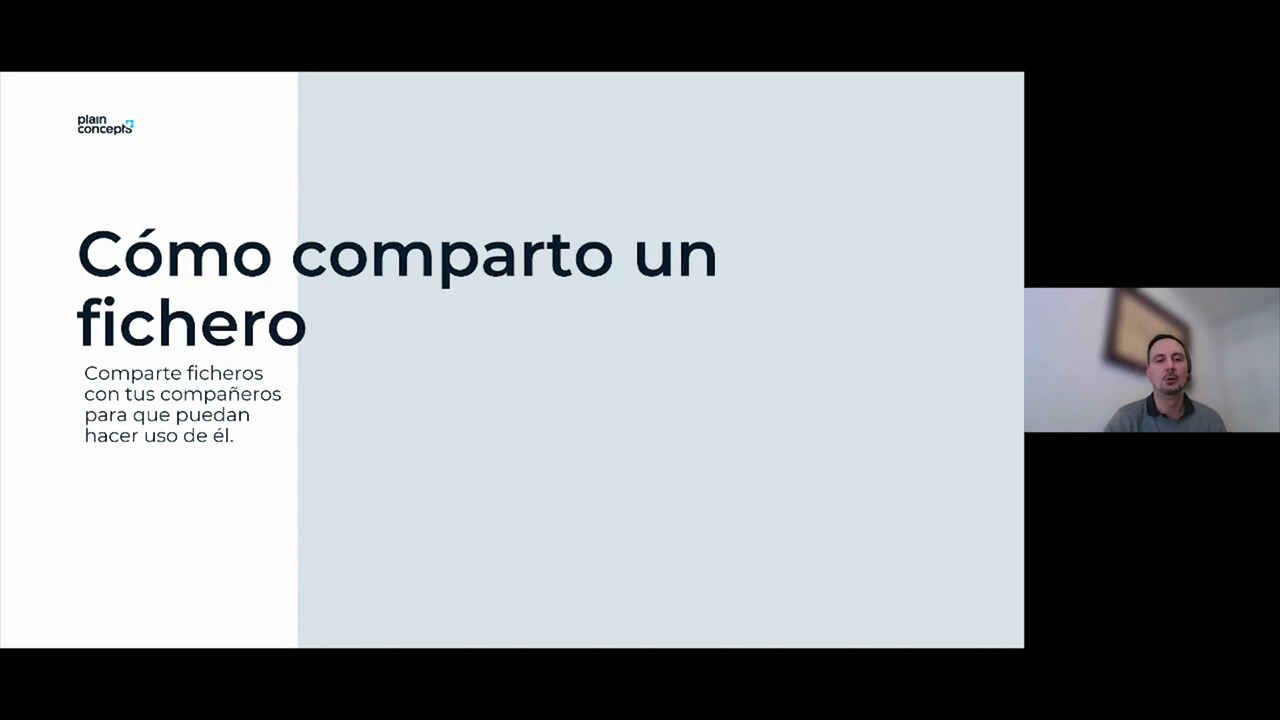 plain
concepts
Cómo comparto un
fichero
Comparte ficheros
con tus compañeros
para que puedan
hacer uso de él.